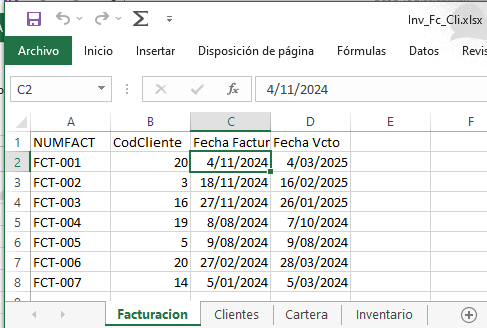 Inv_Fc_Cli.xlsx
Archivo Inicio Insertar Disposición de página Fórmulas Datos Revis
C2 fx 4/11/2024
A B C D E F
1 NUMFACT CodCliente Fecha Factur Fecha Vcto
2 FCT-001 20 4/11/2024 4/03/2025
3 FCT-002 3 18/11/2024 16/02/2025
4 FCT-003 16 27/11/2024 26/01/2025
5 FCT-004 19 8/08/2024 7/10/2024
6 FCT-005 5 9/08/2024 9/08/2024
7 FCT-006 20 27/02/2024 28/03/2024
8 FCT-007 14 5/01/2024 5/03/2024
Facturacion Clientes Cartera Inventario